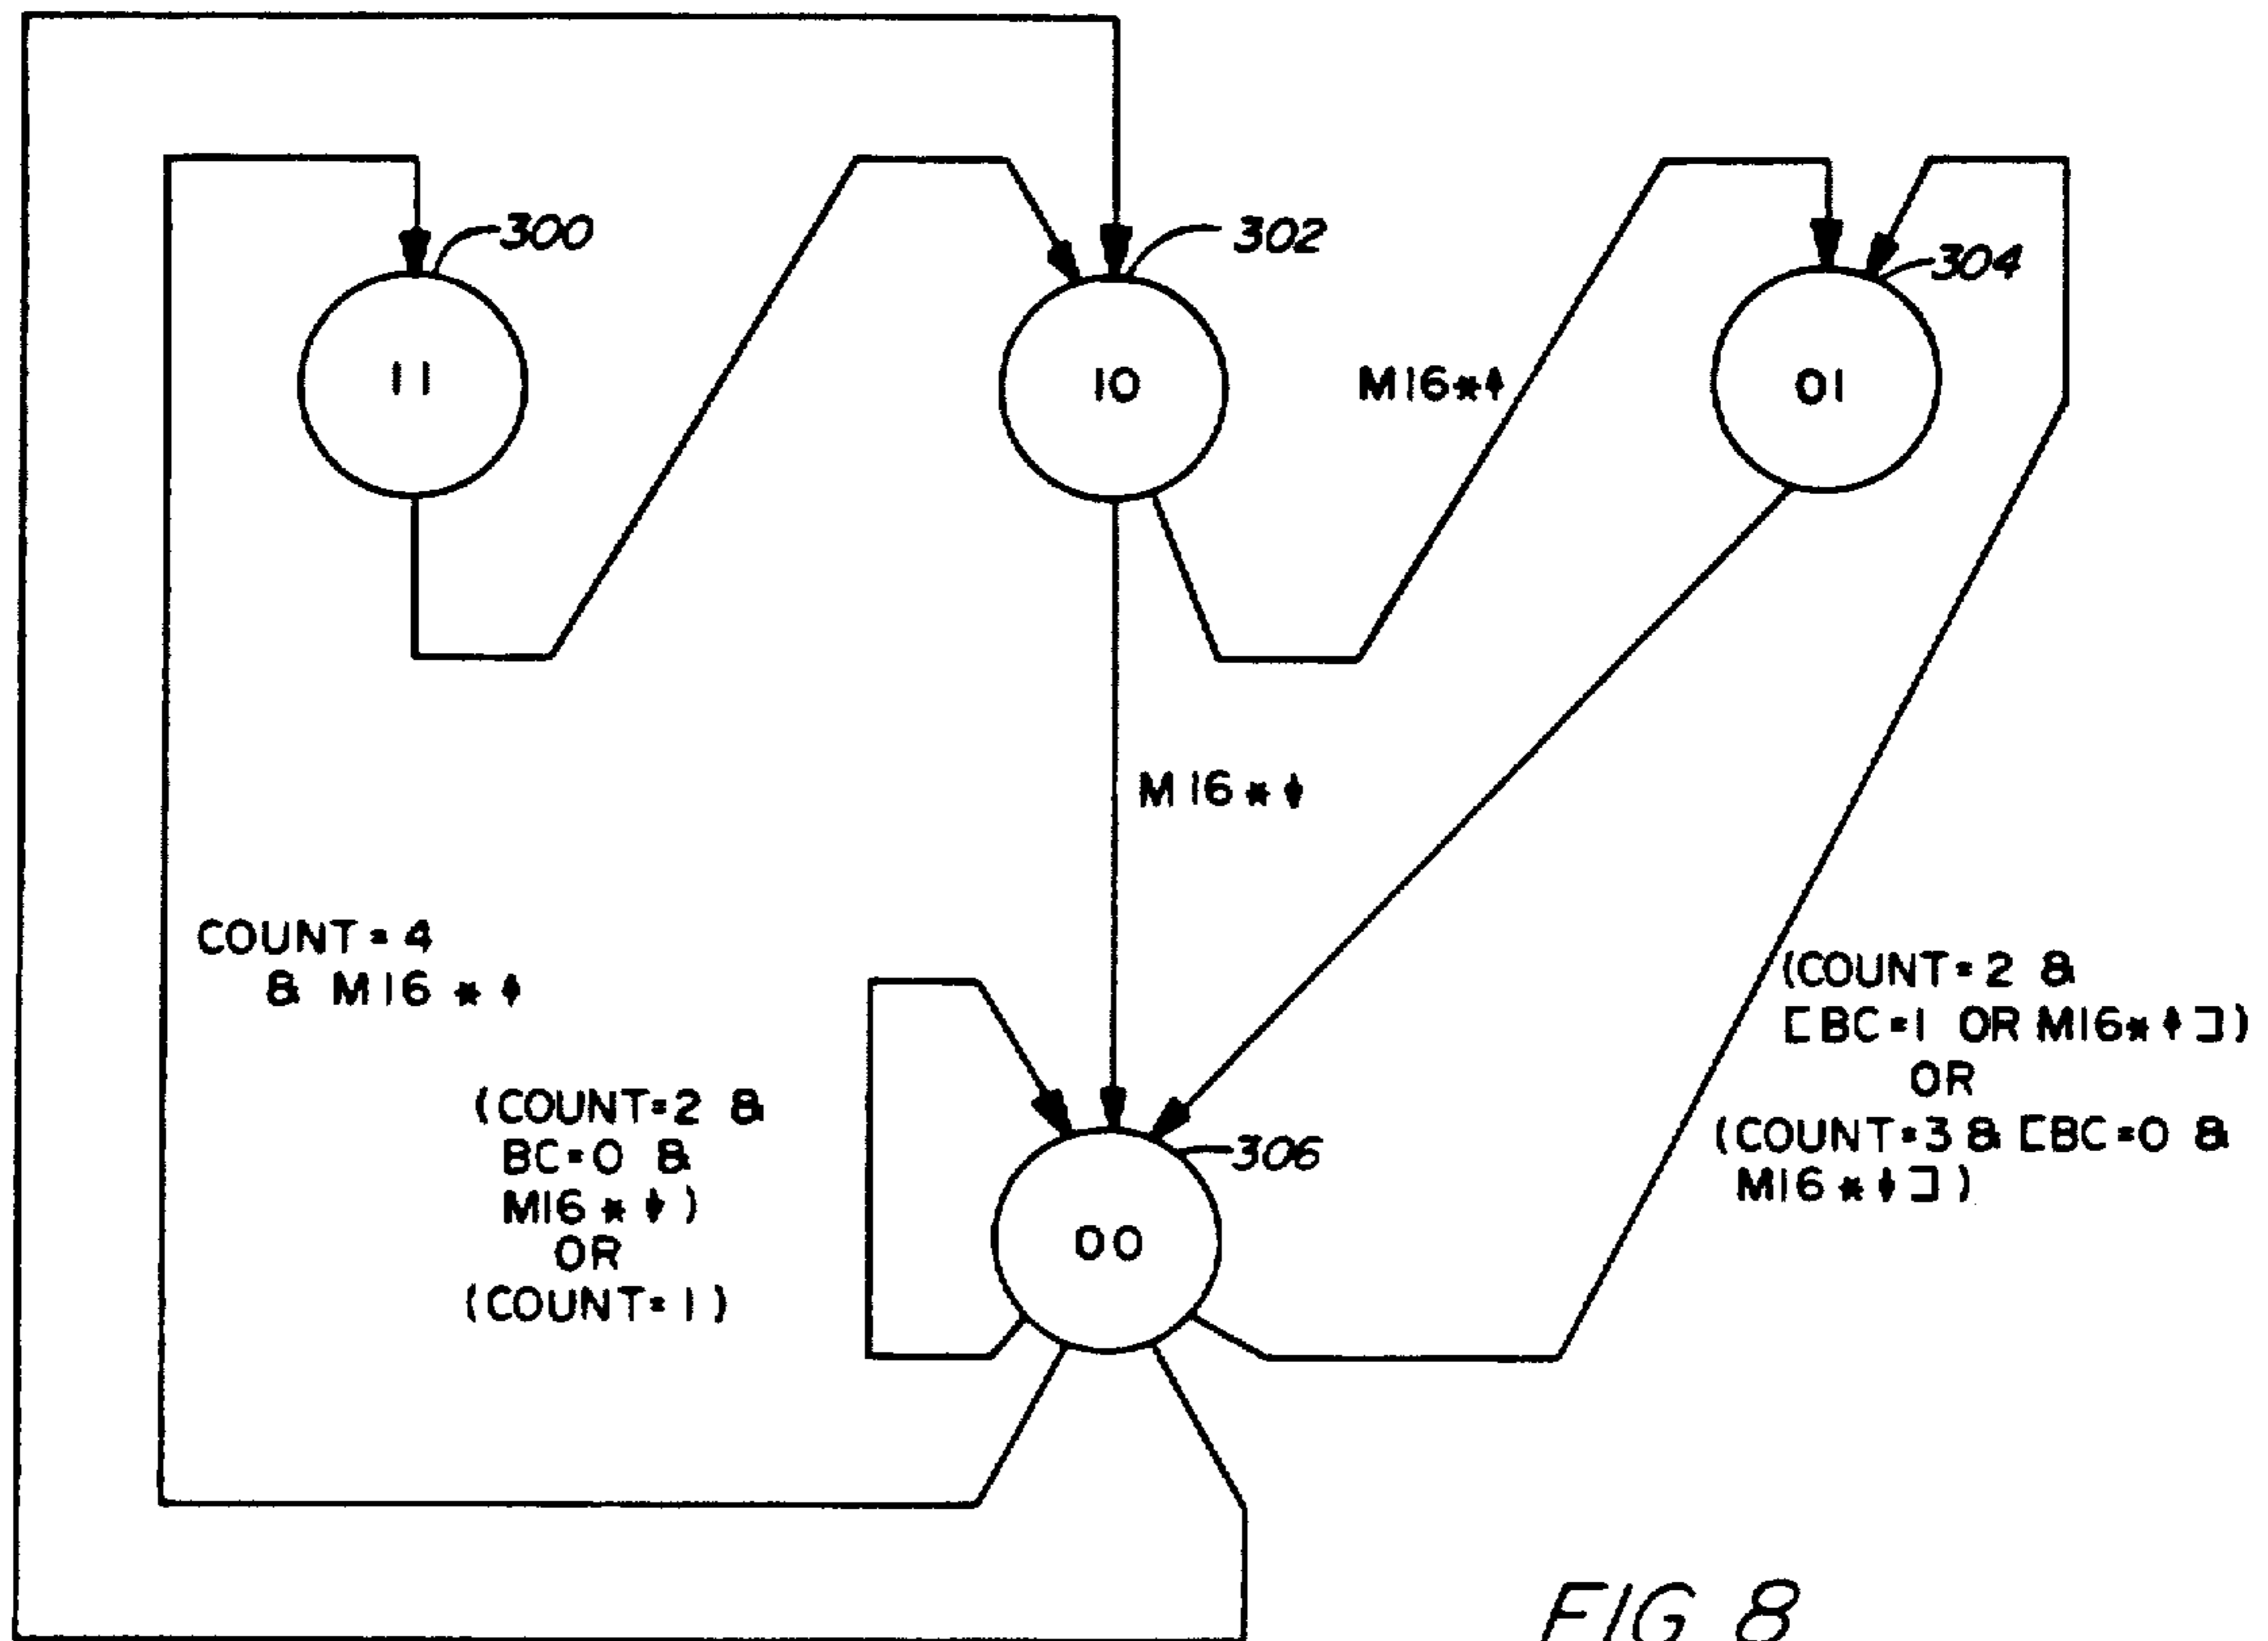 300
302
304
11
10
01
M16*↑
M16*↓
COUNT=4
& M16*↑
(COUNT=2 &
[BC=1 OR M16*↑])
OR
(COUNT=3 & [BC=0 &
M16*↓])
(COUNT=2 &
BC=0 &
M16*↓)
OR
(COUNT=1)
306
00
FIG 8